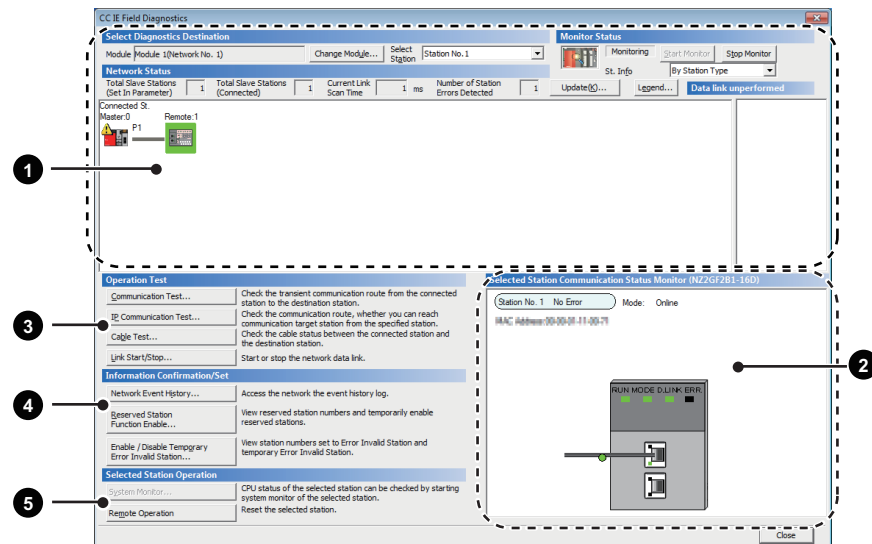 CC IE Field Diagnostics
Select Diagnostics Destination
Monitor Status
Module Module 1(Network No. 1) Change Module... Select Station Station No.1
Monitoring Start Monitor Stop Monitor
St. Info By Station Type
Network Status
Total Slave Stations (Set In Parameter) 1 Total Slave Stations (Connected) 1 Current Link Scan Time 1 ms Number of Station Errors Detected 1
Update(K)... Legend... Data link unperformed
Connected St.
Master:0 Remote:1
P1
1
Operation Test
Communication Test... Check the transient communication route from the connected station to the destination station.
IP Communication Test... Check the communication route, whether you can reach communication target station from the specified station.
Cable Test... Check the cable status between the connected station and the destination station.
Link Start/Stop... Start or stop the network data link.
3
Information Confirmation/Set
Network Event History... Access the network the event history log.
Reserved Station Function Enable... View reserved station numbers and temporarily enable reserved stations.
Enable / Disable Temporary Error Invalid Station... View station numbers set to Error Invalid Station and temporary Error Invalid Station.
4
Selected Station Operation
System Monitor... CPU status of the selected station can be checked by starting system monitor of the selected station.
Remote Operation Reset the selected station.
5
Selected Station Communication Status Monitor (NZ2GF2B1-16D)
Station No. 1 No Error Mode: Online
MAC Address:00-00-01-11-00-71
RUN MODE D.LINK ERR.
2
Close